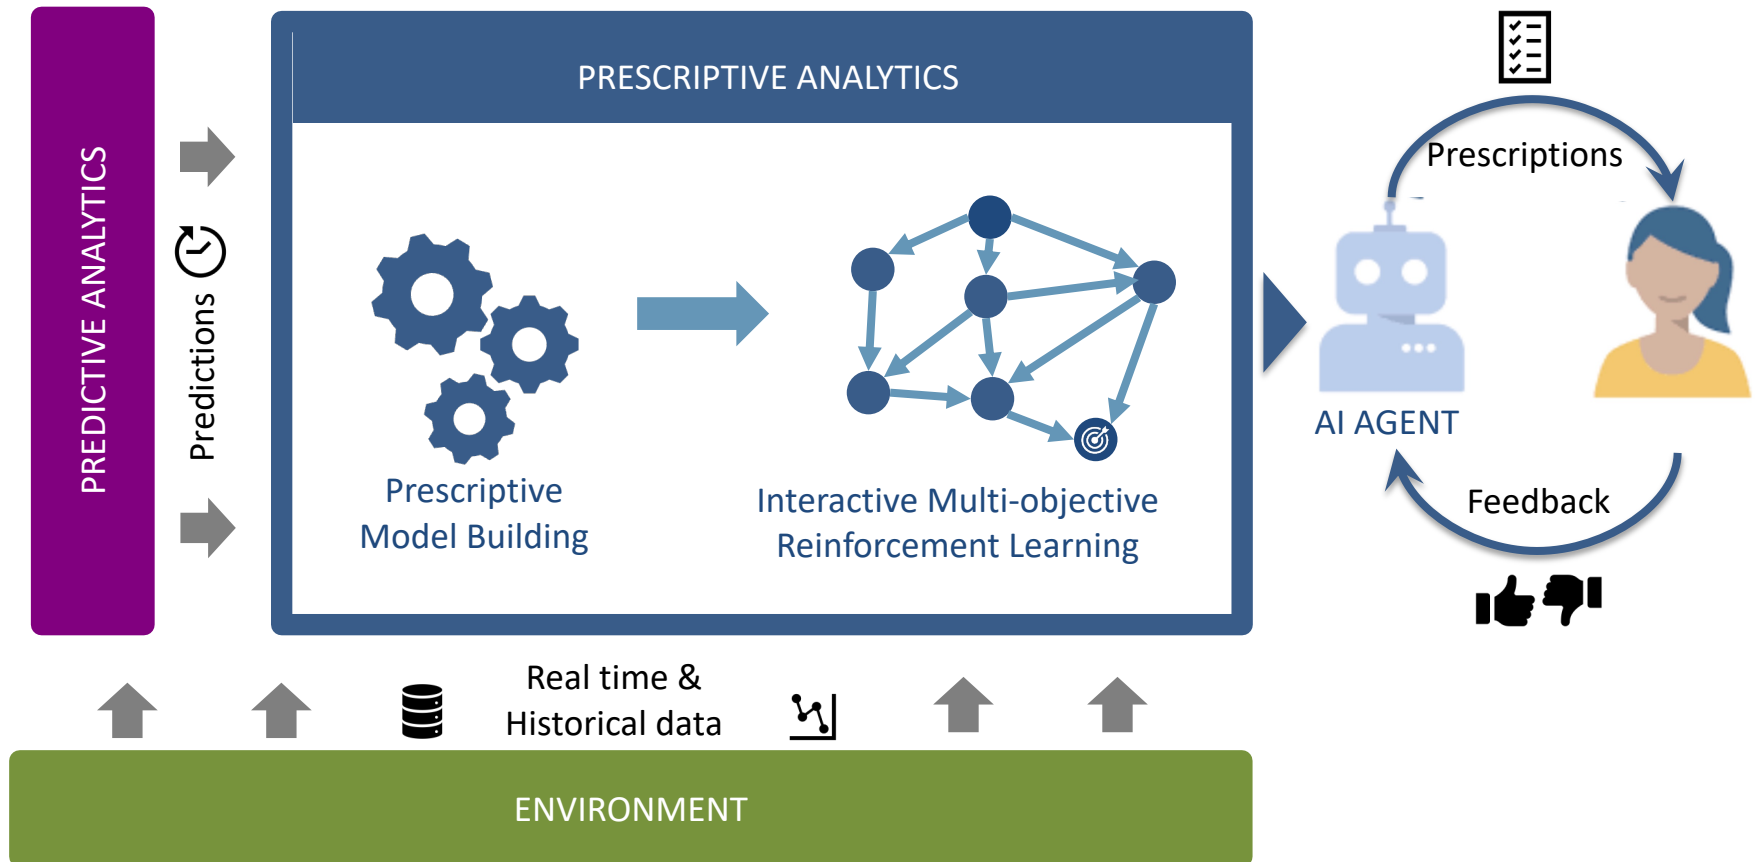 PREDICTIVE ANALYTICS
Predictions
PRESCRIPTIVE ANALYTICS
Prescriptive
Model Building
Interactive Multi-objective
Reinforcement Learning
Prescriptions
AI AGENT
Feedback
Real time &
Historical data
ENVIRONMENT